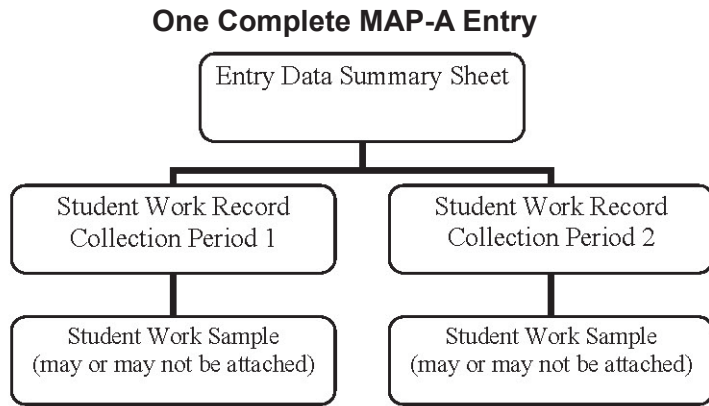 One Complete MAP-A Entry
Entry Data Summary Sheet
Student Work Record
Collection Period 1
Student Work Record
Collection Period 2
Student Work Sample
(may or may not be attached)
Student Work Sample
(may or may not be attached)